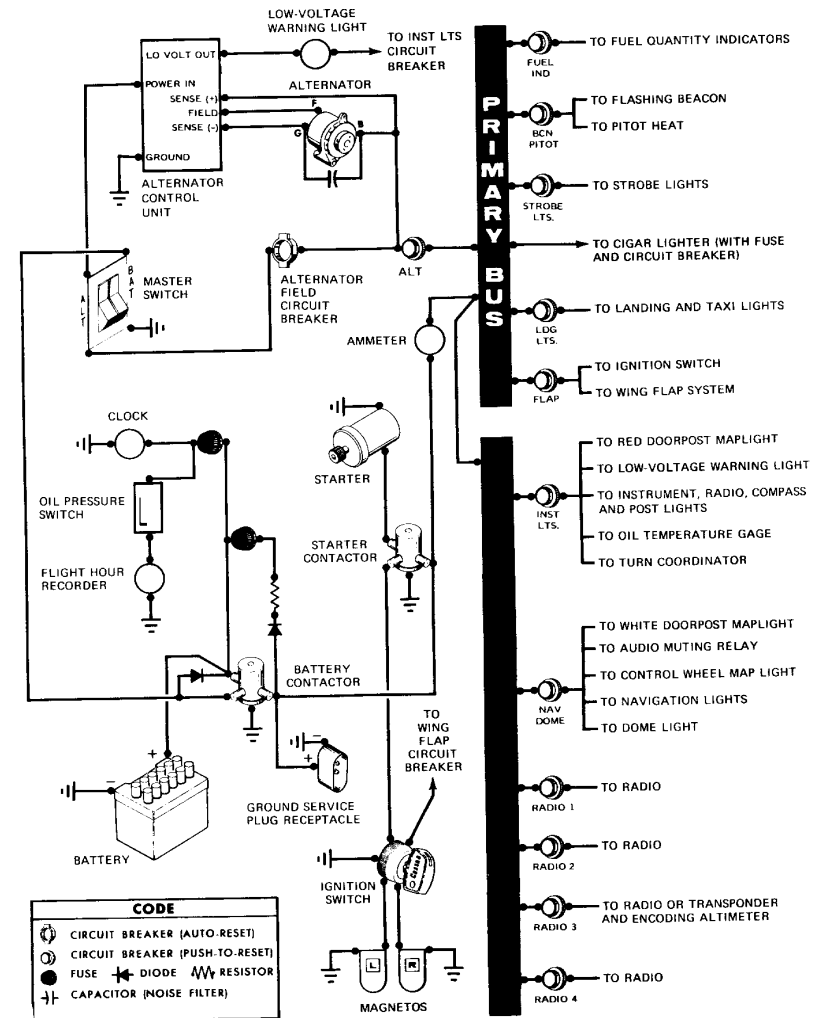 LOW-VOLTAGE
WARNING LIGHT
TO INST LTS
CIRCUIT
BREAKER
LO VOLT OUT
POWER IN
SENSE (+)
FIELD
SENSE (–)
GROUND
ALTERNATOR
CONTROL
UNIT
ALTERNATOR
F
G
B
BAT
ALT
MASTER
SWITCH
ALTERNATOR
FIELD
CIRCUIT
BREAKER
ALT
AMMETER
CLOCK
OIL PRESSURE
SWITCH
FLIGHT HOUR
RECORDER
STARTER
STARTER
CONTACTOR
BATTERY
CONTACTOR
+
–
BATTERY
–
+
GROUND SERVICE
PLUG RECEPTACLE
TO
WING
FLAP
CIRCUIT
BREAKER
IGNITION
SWITCH
Cessna
L
R
MAGNETOS
PRIMARY BUS
FUEL
IND
TO FUEL QUANTITY INDICATORS
BCN
PITOT
TO FLASHING BEACON
TO PITOT HEAT
STROBE
LTS.
TO STROBE LIGHTS
TO CIGAR LIGHTER (WITH FUSE
AND CIRCUIT BREAKER)
LDG
LTS.
TO LANDING AND TAXI LIGHTS
FLAP
TO IGNITION SWITCH
TO WING FLAP SYSTEM
INST
LTS.
TO RED DOORPOST MAPLIGHT
TO LOW-VOLTAGE WARNING LIGHT
TO INSTRUMENT, RADIO, COMPASS
AND POST LIGHTS
TO OIL TEMPERATURE GAGE
TO TURN COORDINATOR
NAV
DOME
TO WHITE DOORPOST MAPLIGHT
TO AUDIO MUTING RELAY
TO CONTROL WHEEL MAP LIGHT
TO NAVIGATION LIGHTS
TO DOME LIGHT
RADIO 1
TO RADIO
RADIO 2
TO RADIO
RADIO 3
TO RADIO OR TRANSPONDER
AND ENCODING ALTIMETER
RADIO 4
TO RADIO
CODE
CIRCUIT BREAKER (AUTO-RESET)
CIRCUIT BREAKER (PUSH-TO-RESET)
FUSE DIODE RESISTOR
CAPACITOR (NOISE FILTER)